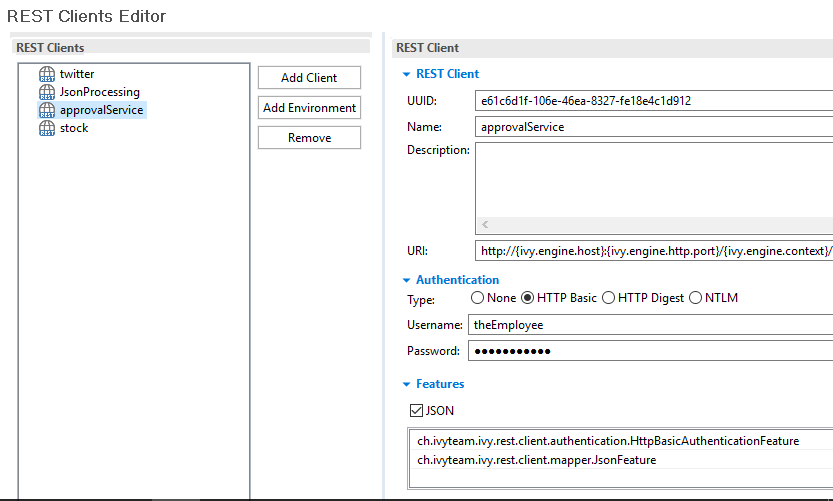 REST Clients Editor
REST Clients
twitter
JsonProcessing
approvalService
stock
Add Client
Add Environment
Remove
REST Client
REST Client
UUID: e61c6d1f-106e-46ea-8327-fe18e4c1d912
Name: approvalService
Description:
URI: http://{ivy.engine.host}:{ivy.engine.http.port}/{ivy.engine.context}/
Authentication
Type: None HTTP Basic HTTP Digest NTLM
Username: theEmployee
Password: ●●●●●●●●●●●
Features
JSON
ch.ivyteam.ivy.rest.client.authentication.HttpBasicAuthenticationFeature
ch.ivyteam.ivy.rest.client.mapper.JsonFeature